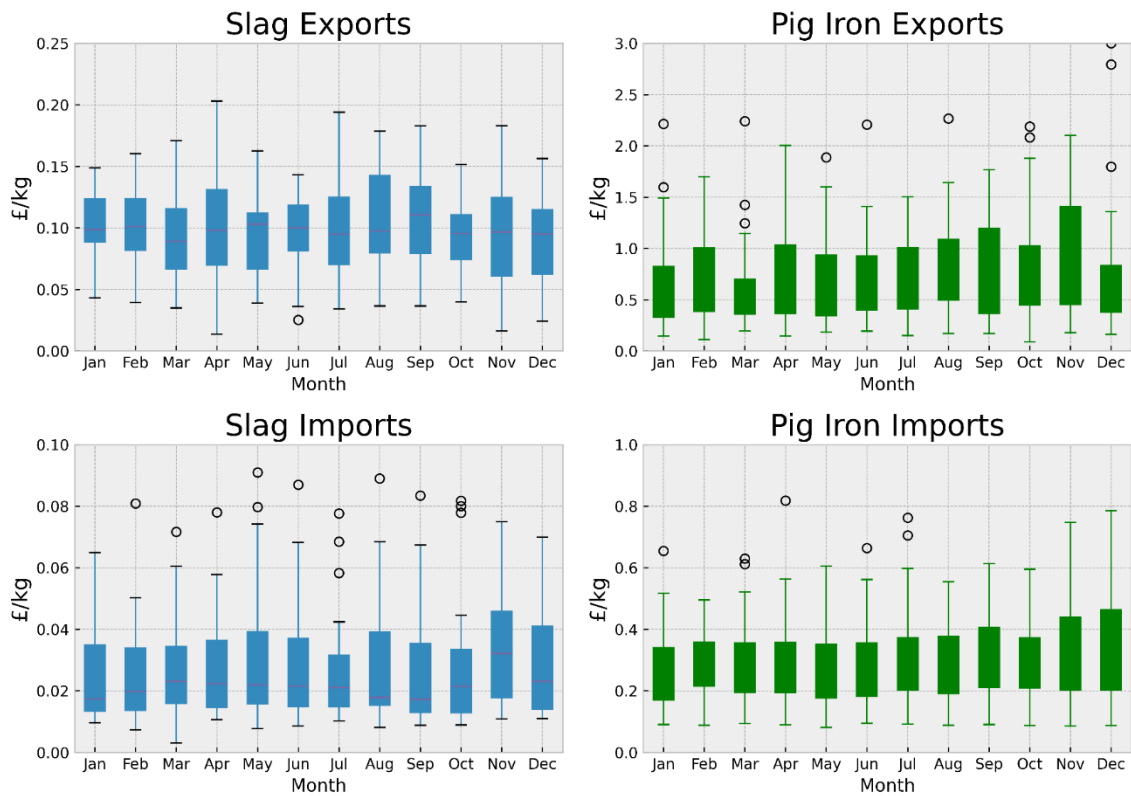 Slag Exports
0.25
0.20
0.15
0.10
0.05
0.00
£/kg
Jan Feb Mar Apr May Jun Jul Aug Sep Oct Nov Dec
Month
Pig Iron Exports
3.0
2.5
2.0
1.5
1.0
0.5
0.0
£/kg
Jan Feb Mar Apr May Jun Jul Aug Sep Oct Nov Dec
Month
Slag Imports
0.10
0.08
0.06
0.04
0.02
0.00
£/kg
Jan Feb Mar Apr May Jun Jul Aug Sep Oct Nov Dec
Month
Pig Iron Imports
1.0
0.8
0.6
0.4
0.2
0.0
£/kg
Jan Feb Mar Apr May Jun Jul Aug Sep Oct Nov Dec
Month